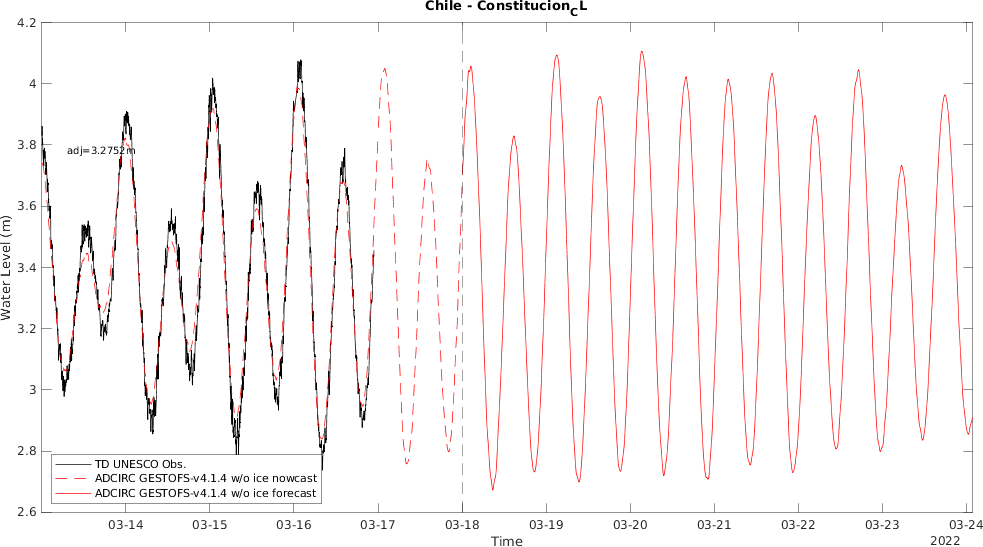 Chile - Constitucion_CL
4.2
4
3.8
3.6
3.4
3.2
3
2.8
2.6
Water Level (m)
adj=3.2752m
TD UNESCO Obs.
ADCIRC GESTOFS-v4.1.4 w/o ice nowcast
ADCIRC GESTOFS-v4.1.4 w/o ice forecast
03-14 03-15 03-16 03-17 03-18 03-19 03-20 03-21 03-22 03-23 03-24
Time
2022